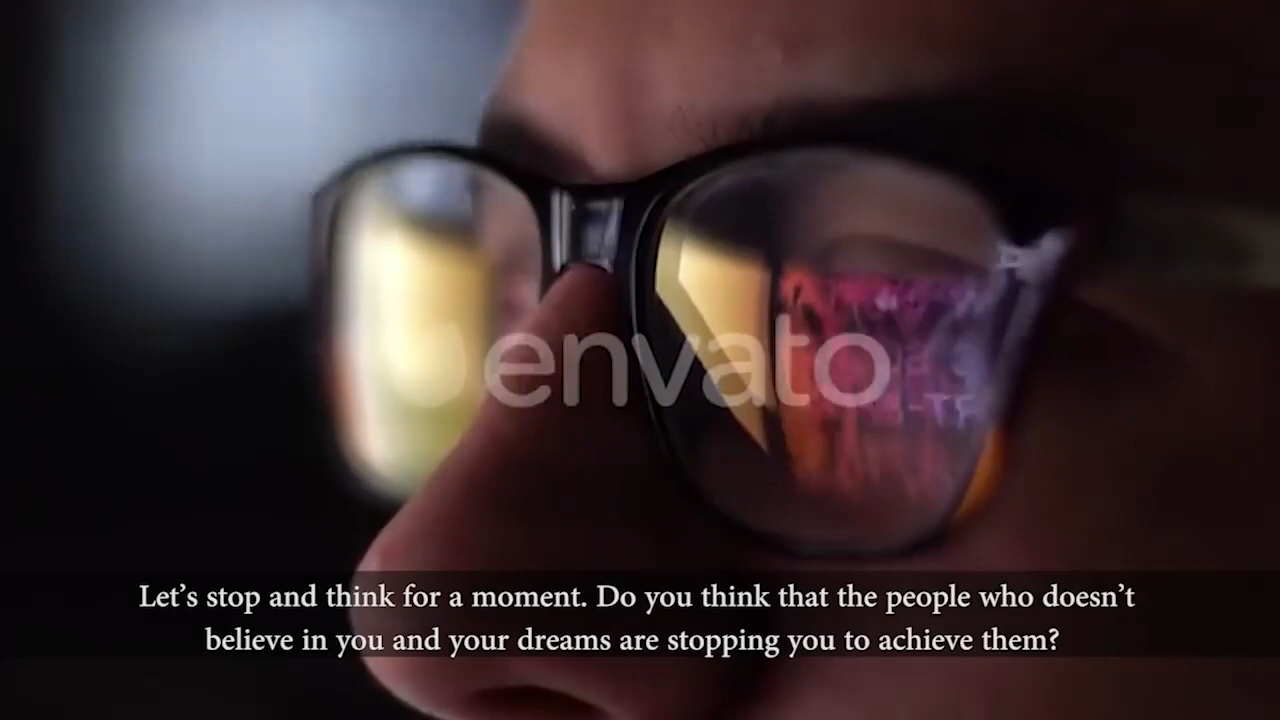 envato
-TF
Let's stop and think for a moment. Do you think that the people who doesn't
believe in you and your dreams are stopping you to achieve them?